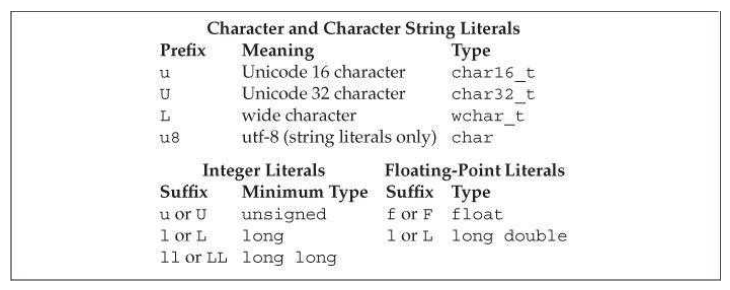 Character and Character String Literals
Prefix Meaning Type
u Unicode 16 character char16_t
U Unicode 32 character char32_t
L wide character wchar_t
u8 utf-8 (string literals only) char
Integer Literals Floating-Point Literals
Suffix Minimum Type Suffix Type
u or U unsigned f or F float
l or L long l or L long double
ll or LL long long